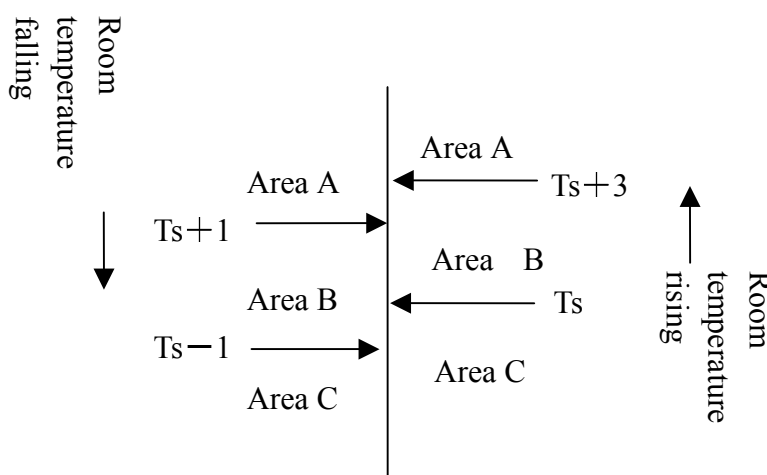 Room
temperature
falling
Area A
Ts+1
Area B
Ts−1
Area C
Area A
Ts+3
Area B
Ts
Area C
Room
temperature
rising